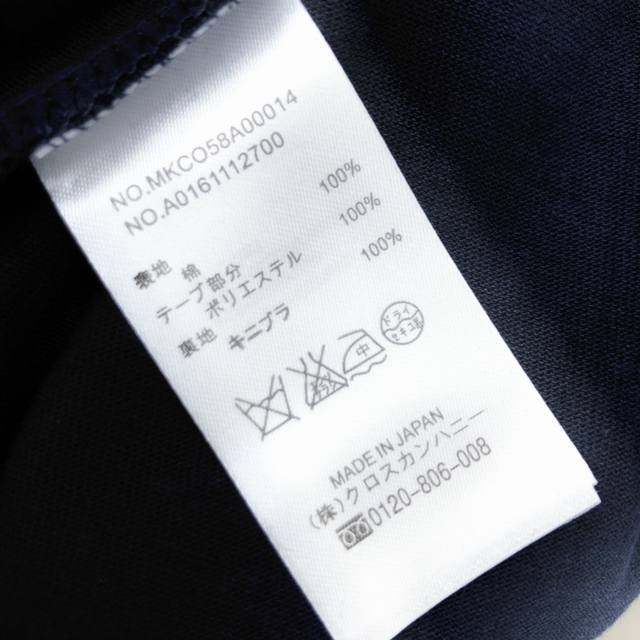 NO.MKCO58A00014
NO.A0161112700
表地 綿 100%
テープ部分
ポリエステル 100%
裏地 キュプラ 100%
ドライ
セキユ系
MADE IN JAPAN
(株)クロスカンパニー
0120-806-008